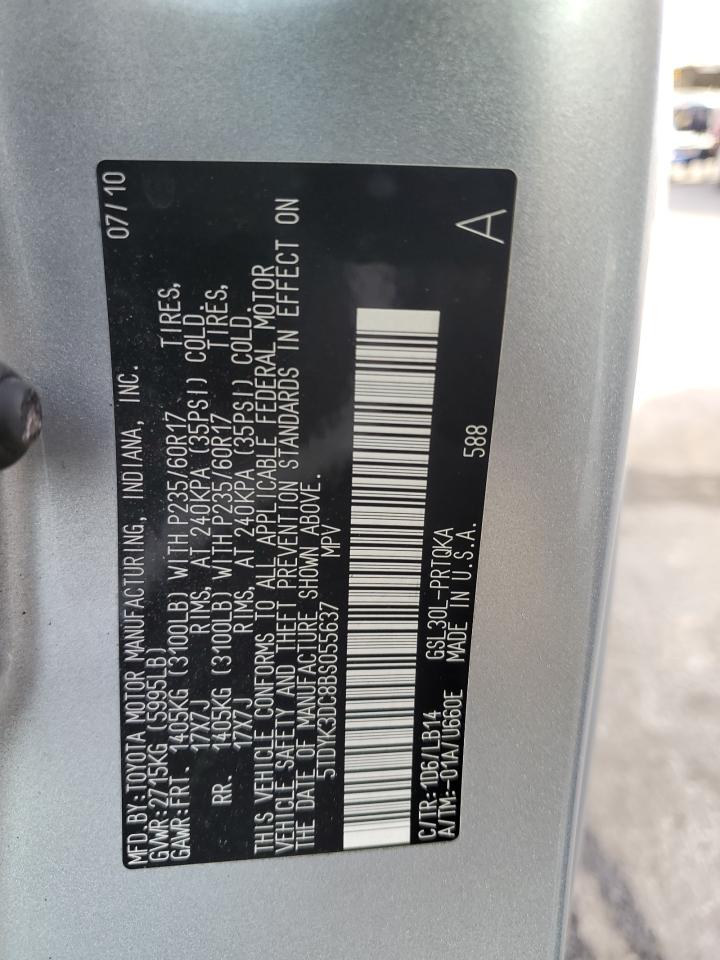 MFD.BY:TOYOTA MOTOR MANUFACTURING, INDIANA, INC. 07/10
GVWR:2715KG (5995LB)
GAWR:FRT. 1405KG (3100LB) WITH P235/60R17 TIRES,
17X7J RIMS, AT 240KPA (35PSI) COLD.
RR. 1405KG (3100LB) WITH P235/60R17 TIRES,
17X7J RIMS, AT 240KPA (35PSI) COLD.
THIS VEHICLE CONFORMS TO ALL APPLICABLE FEDERAL MOTOR
VEHICLE SAFETY AND THEFT PREVENTION STANDARDS IN EFFECT ON
THE DATE OF MANUFACTURE SHOWN ABOVE.
5TDYK3DC8BS055637 MPV
C/TR:1D6/LB14 GSL30L-PRTQKA
A/TM:-01A/U660E MADE IN U.S.A. 588
A